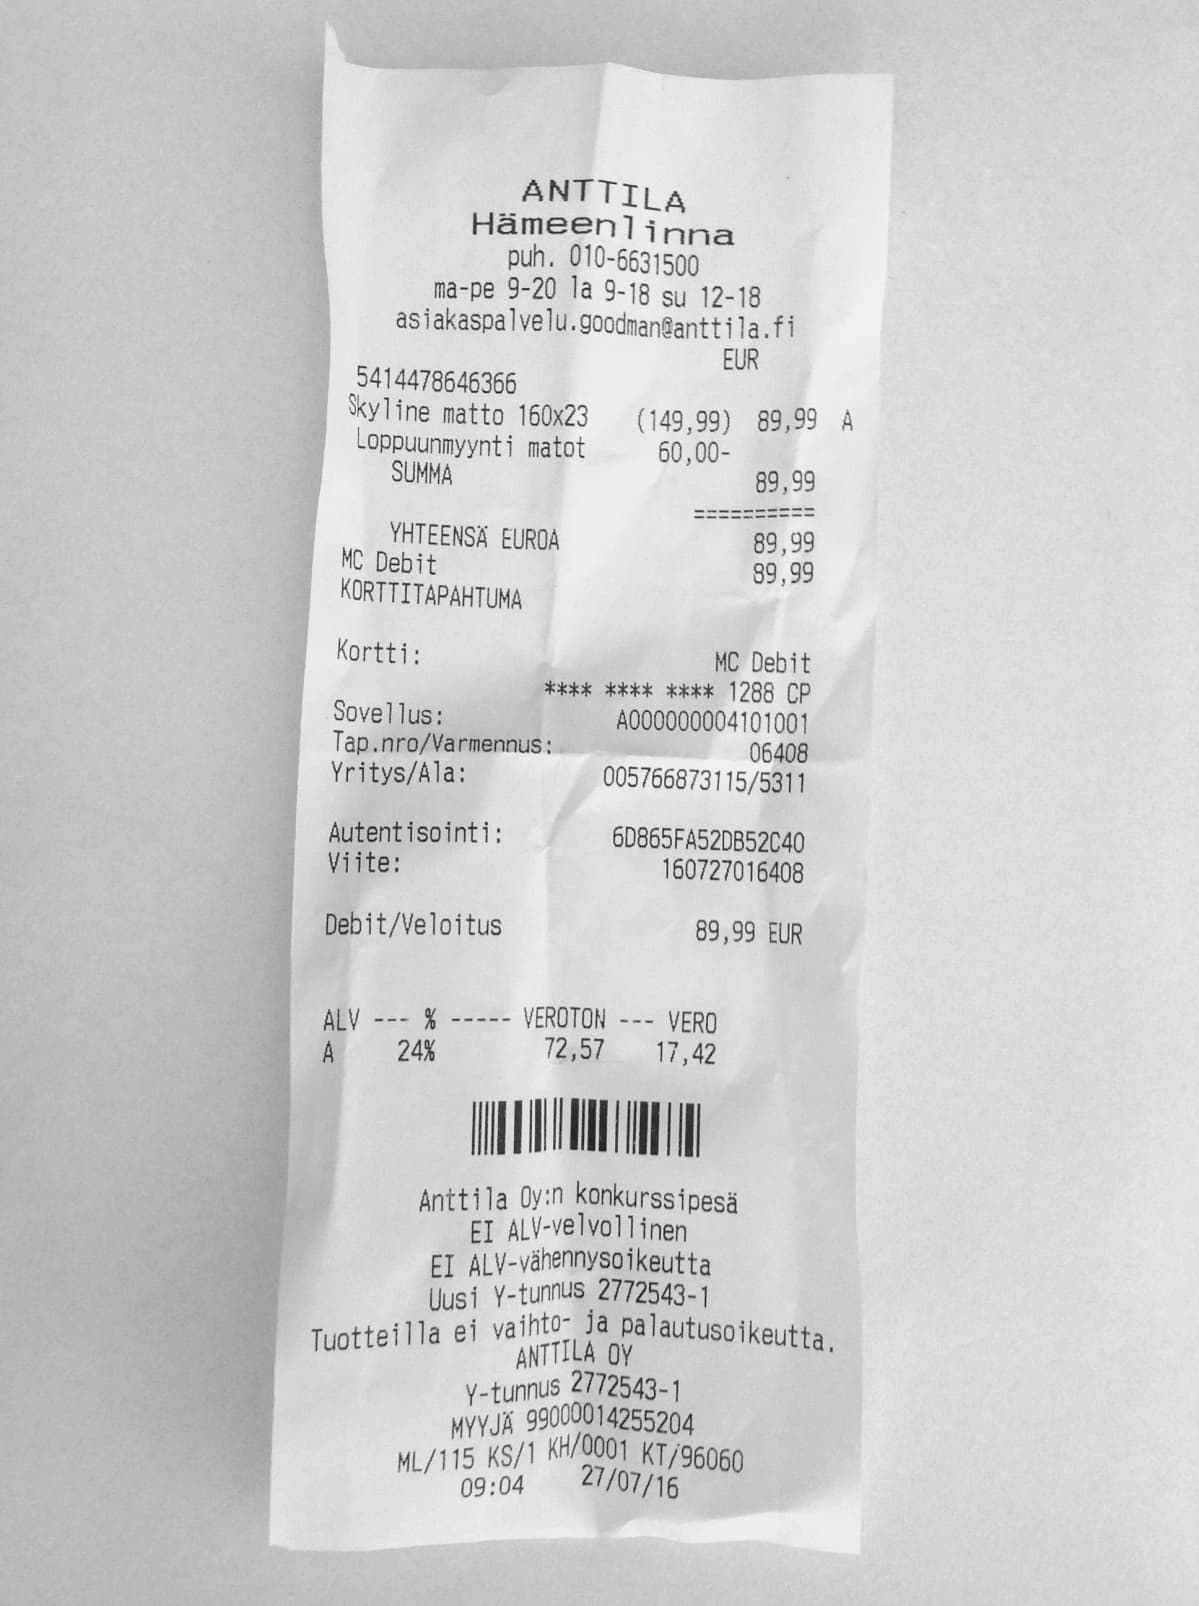 ANTTILA
Hämeenlinna
puh. 010-6631500
ma-pe 9-20 la 9-18 su 12-18
asiakaspalvelu.goodman@anttila.fi
EUR
5414478646366
Skyline matto 160x23 (149,99) 89,99 A
Loppuunmyynti matot 60,00-
SUMMA 89,99
==========
YHTEENSÄ EUROA 89,99
MC Debit 89,99
KORTTITAPAHTUMA
Kortti: MC Debit
**** **** **** 1288 CP
Sovellus: A000000004101001
Tap.nro/Varmennus: 06408
Yritys/Ala: 005766873115/5311
Autentisointi: 6D865FA52DB52C40
Viite: 160727016408
Debit/Veloitus 89,99 EUR
ALV --- % ----- VEROTON --- VERO
A 24% 72,57 17,42
Anttila Oy:n konkurssipesä
EI ALV-velvollinen
EI ALV-vähennysoikeutta
Uusi Y-tunnus 2772543-1
Tuotteilla ei vaihto- ja palautusoikeutta.
ANTTILA OY
Y-tunnus 2772543-1
MYYJÄ 99000014255204
ML/115 KS/1 KH/0001 KT/96060
09:04 27/07/16